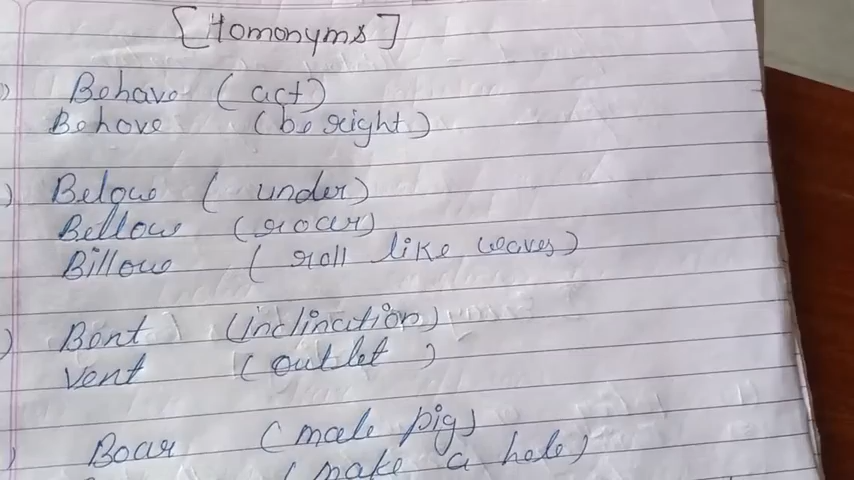 [Homonyms]
Behave (act)
Behove (be right)
Below (under)
Bellow (roar)
Billow (roll like waves)
Bent (inclination)
Vent (outlet)
Boar (male pig)
(make a hole)